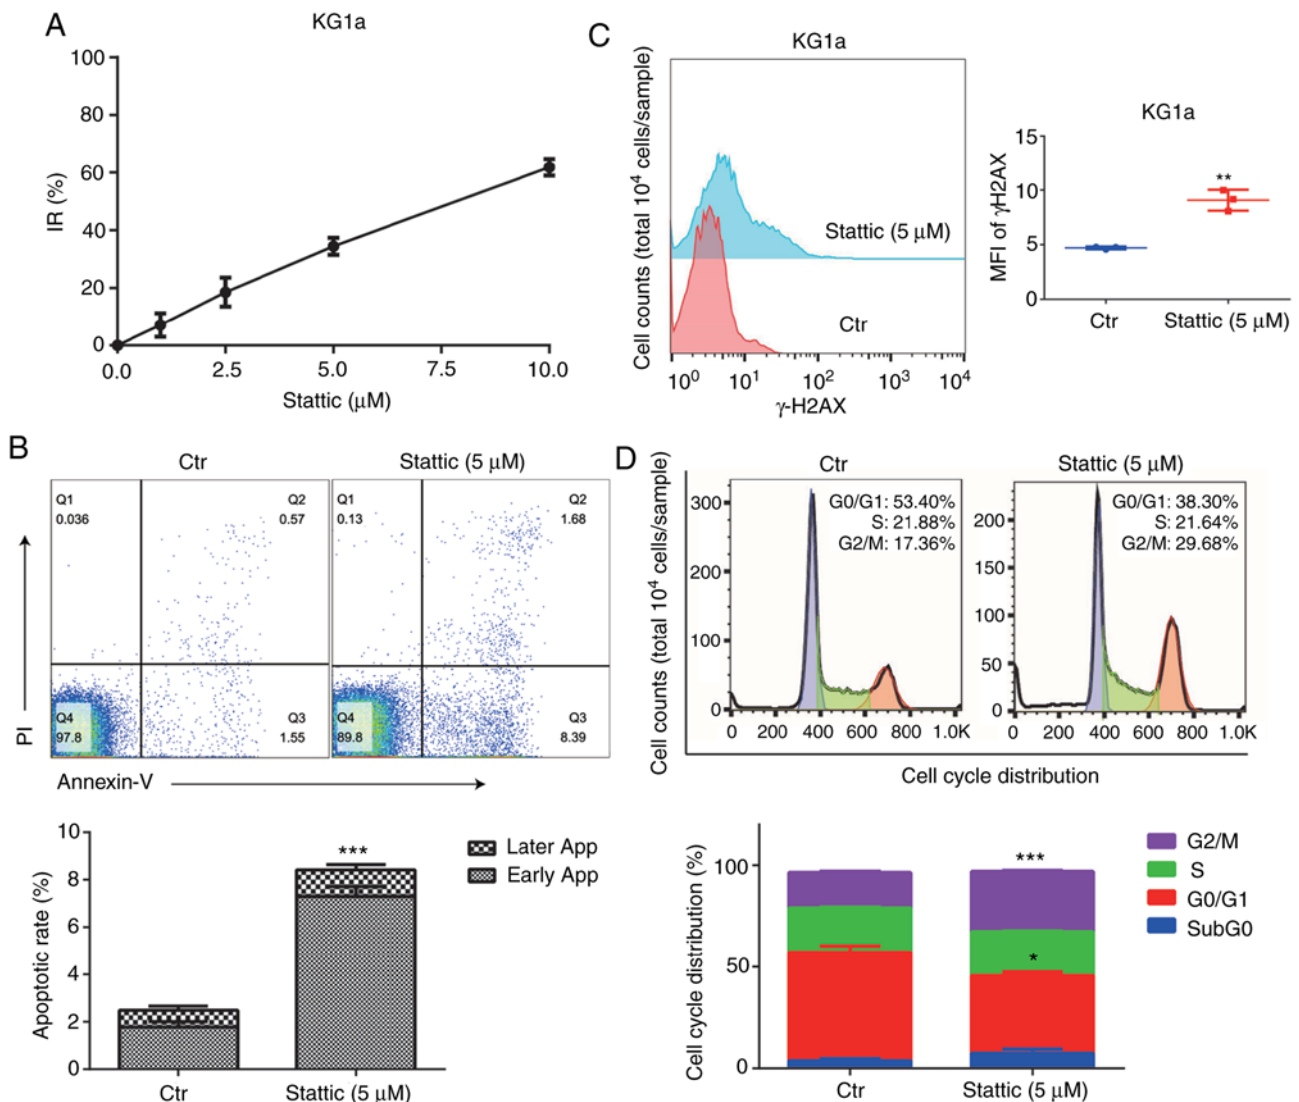 A
KG1a
IR (%)
100
80
60
40
20
0
0.0 2.5 5.0 7.5 10.0
Stattic (μM)
C
KG1a
Cell counts (total 10⁴ cells/sample)
Stattic (5 μM)
Ctr
10⁰ 10¹ 10² 10³ 10⁴
γ-H2AX
KG1a
MFI of γH2AX
15
10
5
0
**
Ctr Stattic (5 μM)
B
Ctr
Stattic (5 μM)
Q1
0.036
Q2
0.57
Q4
97.8
Q3
1.55
Q1
0.13
Q2
1.68
Q4
89.8
Q3
8.39
PI
Annexin-V
Apoptotic rate (%)
10
8
6
4
2
0
***
Later App
Early App
Ctr Stattic (5 μM)
D
Cell counts (total 10⁴ cells/sample)
Ctr
G0/G1: 53.40%
S: 21.88%
G2/M: 17.36%
300
200
100
0
0 200 400 600 800 1.0K
Stattic (5 μM)
G0/G1: 38.30%
S: 21.64%
G2/M: 29.68%
200
150
100
50
0
0 200 400 600 800 1.0K
Cell cycle distribution
Cell cycle distribution (%)
100
50
0
***
*
G2/M
S
G0/G1
SubG0
Ctr Stattic (5 μM)